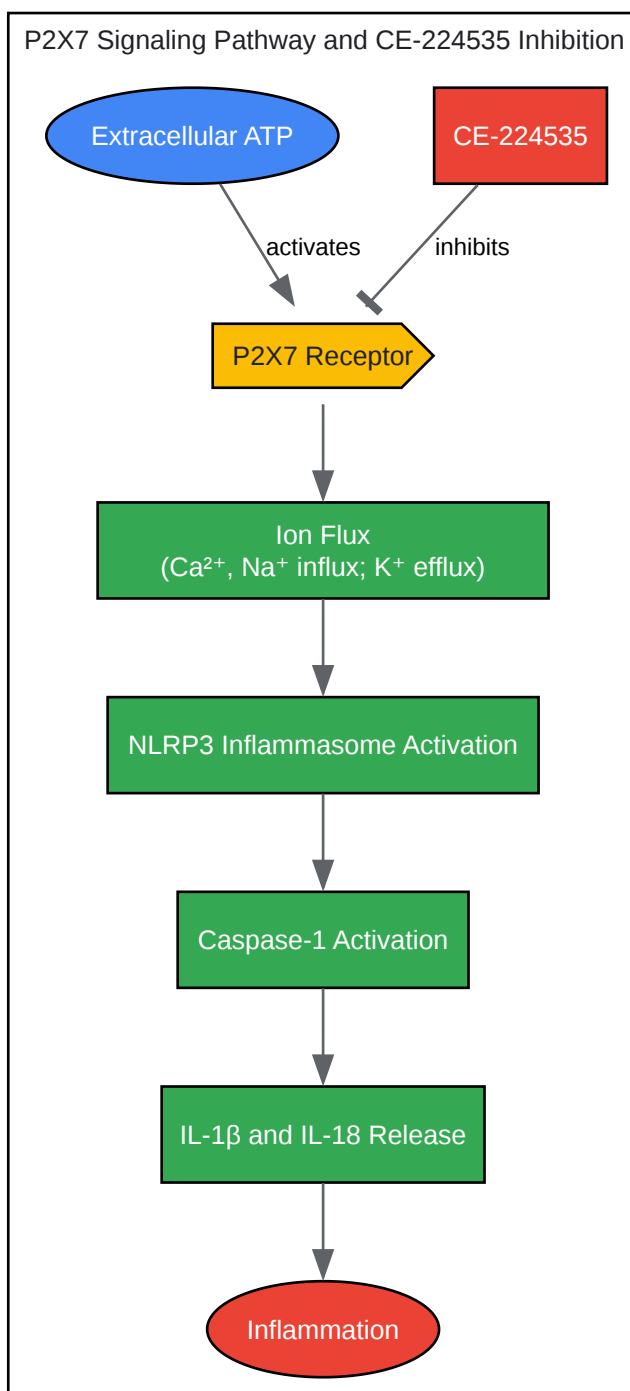 P2X7 Signaling Pathway and CE-224535 Inhibition
Extracellular ATP
CE-224535
activates
inhibits
P2X7 Receptor
Ion Flux
(Ca²⁺, Na⁺ influx; K⁺ efflux)
NLRP3 Inflammasome Activation
Caspase-1 Activation
IL-1β and IL-18 Release
Inflammation